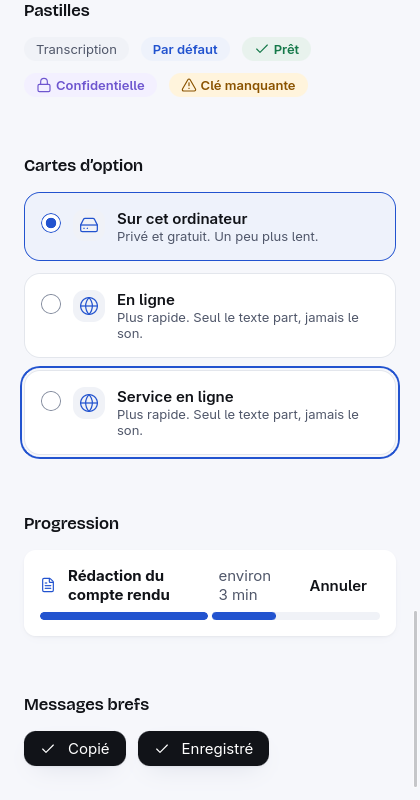 Pastilles
Transcription Par défaut Prêt
Confidentielle Clé manquante
Cartes d'option
Sur cet ordinateur
Privé et gratuit. Un peu plus lent.
En ligne
Plus rapide. Seul le texte part, jamais le
son.
Service en ligne
Plus rapide. Seul le texte part, jamais le
son.
Progression
Rédaction du environ Annuler
compte rendu 3 min
Messages brefs
Copié Enregistré